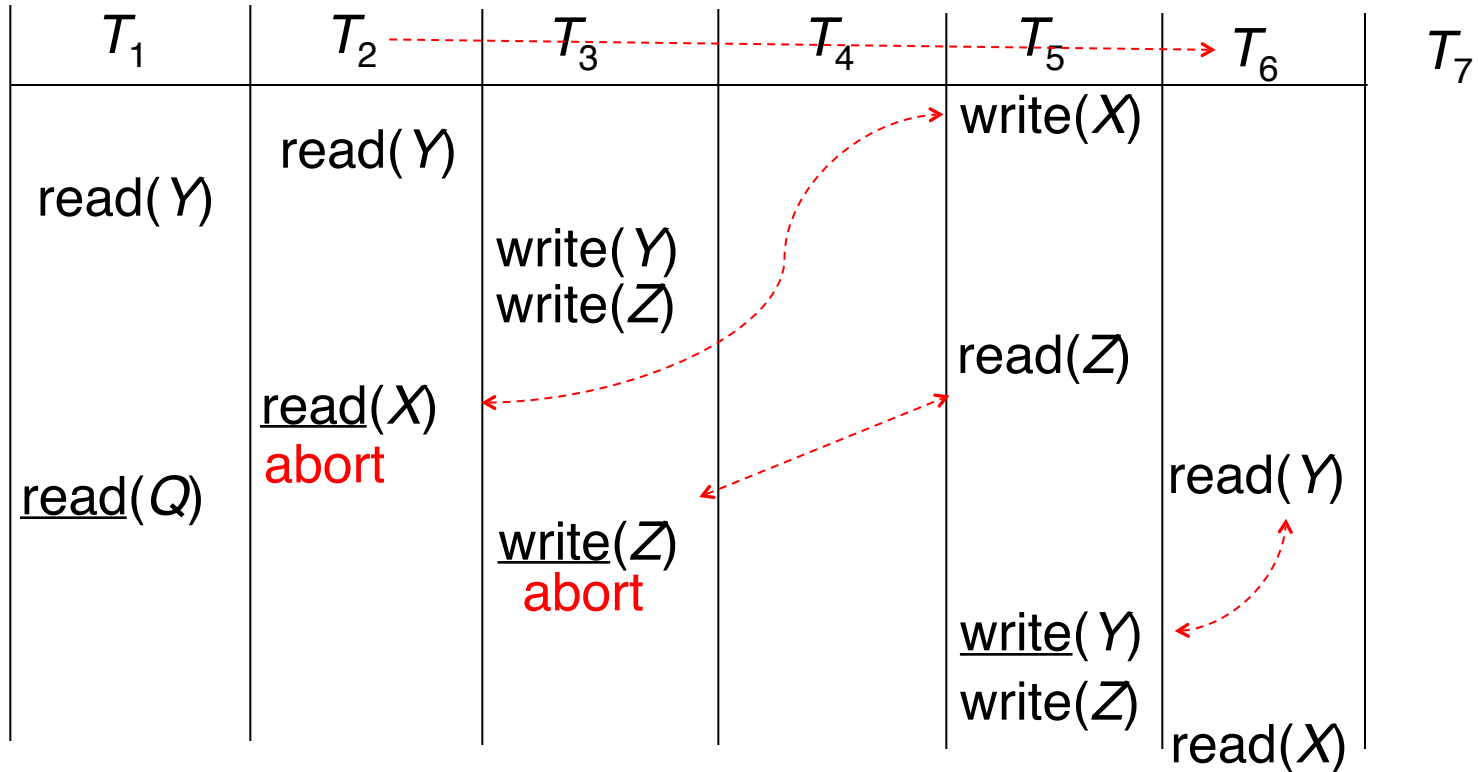 T1 T2 T3 T4 T5 T6 T7
write(X)
read(Y)
read(Y)
write(Y)
write(Z)
read(Z)
read(X)
abort
read(Y)
read(Q)
write(Z)
abort
write(Y)
write(Z)
read(X)